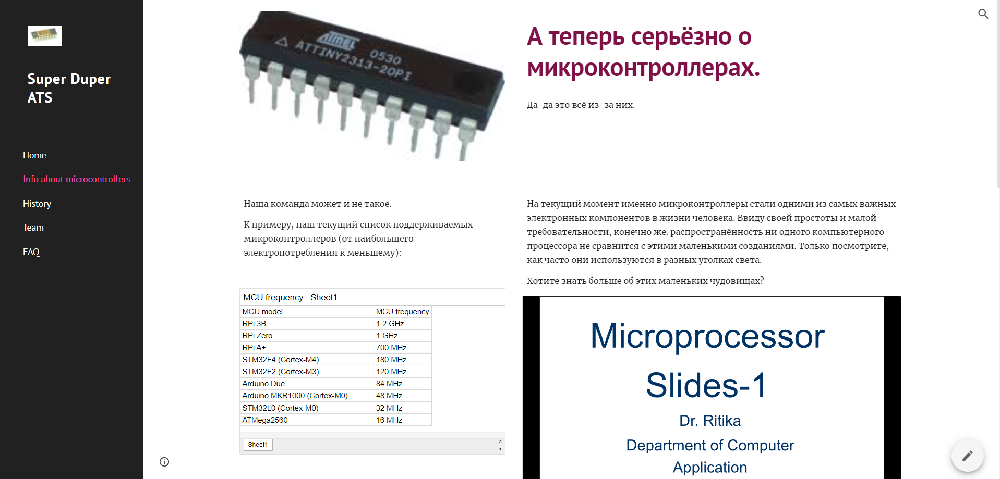 Super Duper
ATS
Home
Info about microcontrollers
History
Team
FAQ
ATMEL
0530
ATTINY2313-20PI
А теперь серьёзно о
микроконтроллерах.
Да-да это всё из-за них.
Наша команда может и не такое.
К примеру, наш текущий список поддерживаемых
микроконтроллеров (от наибольшего
электропотребления к меньшему):
MCU frequency : Sheet1
MCU model MCU frequency
RPi 3B 1.2 GHz
RPi Zero 1 GHz
RPi A+ 700 MHz
STM32F4 (Cortex-M4) 180 MHz
STM32F2 (Cortex-M3) 120 MHz
Arduino Due 84 MHz
Arduino MKR1000 (Cortex-M0) 48 MHz
STM32L0 (Cortex-M0) 32 MHz
ATMega2560 16 MHz
Sheet1
На текущий момент именно микроконтроллеры стали одними из самых важных
электронных компонентов в жизни человека. Ввиду своей простоты и малой
требовательности, конечно же. распространённость ни одного компьютерного
процессора не сравнится с этими маленькими созданиями. Только посмотрите,
как часто они используются в разных уголках света.
Хотите знать больше об этих маленьких чудовищах?
Microprocessor
Slides-1
Dr. Ritika
Department of Computer
Application